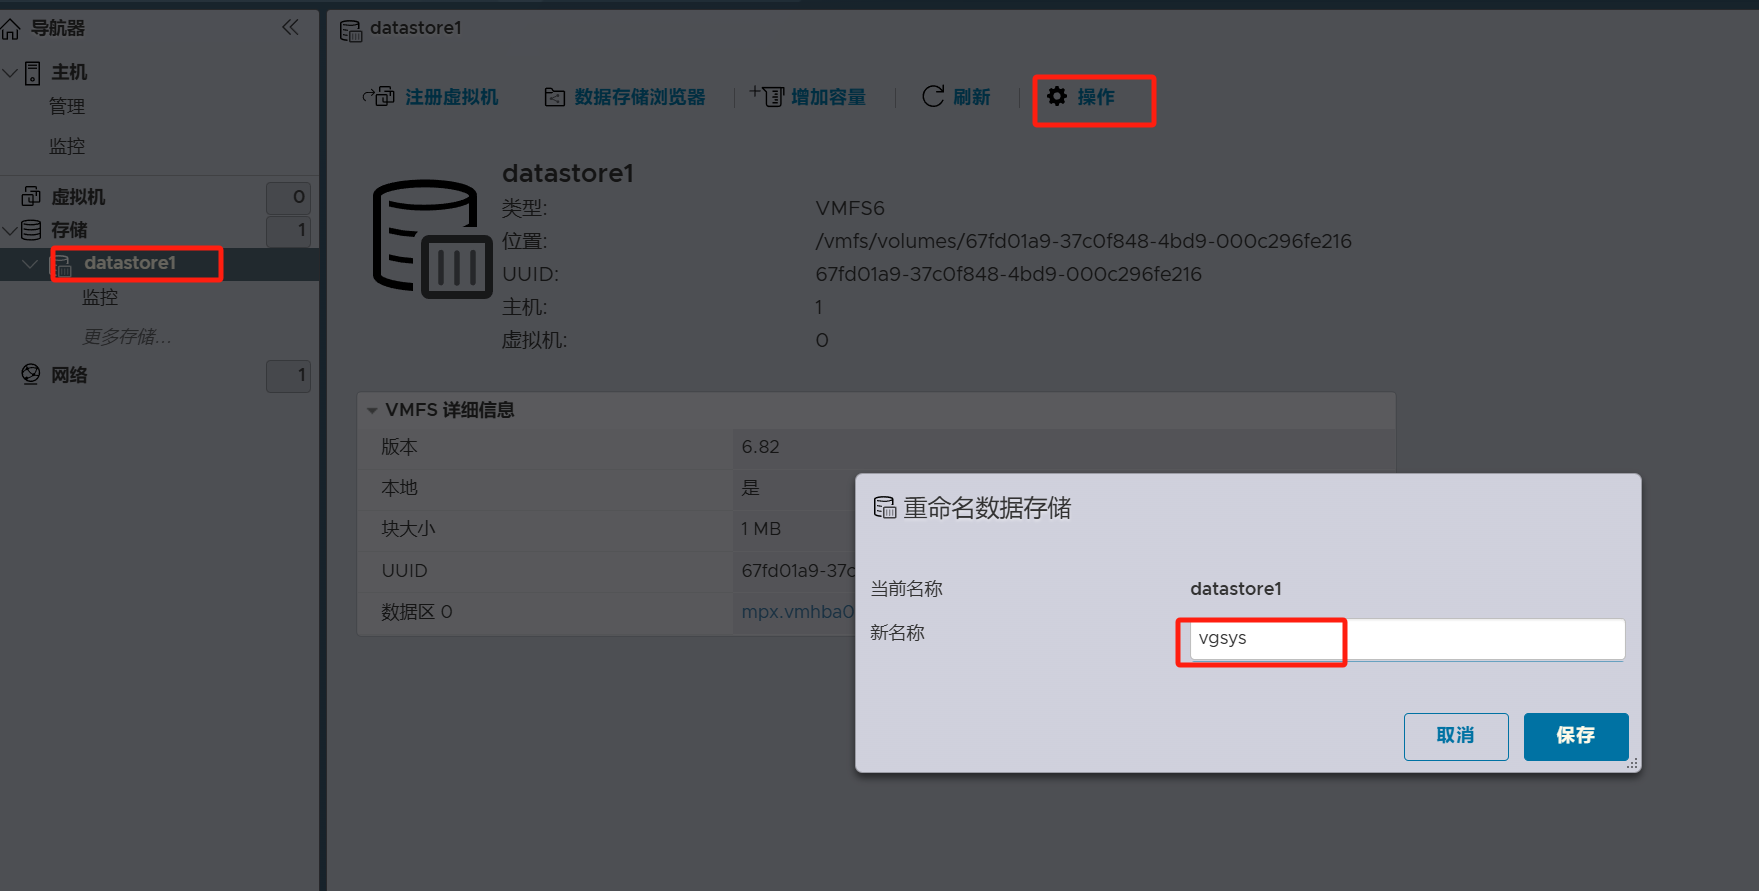 导航器
主机
管理
监控
虚拟机 0
存储 1
datastore1
监控
更多存储...
网络 1
datastore1
注册虚拟机 数据存储浏览器 增加容量 刷新 操作
datastore1
类型: VMFS6
位置: /vmfs/volumes/67fd01a9-37c0f848-4bd9-000c296fe216
UUID: 67fd01a9-37c0f848-4bd9-000c296fe216
主机: 1
虚拟机: 0
VMFS 详细信息
版本 6.82
本地 是
块大小 1 MB
UUID 67fd01a9-37c
数据区 0 mpx.vmhba0
重命名数据存储
当前名称 datastore1
新名称 vgsys
取消 保存